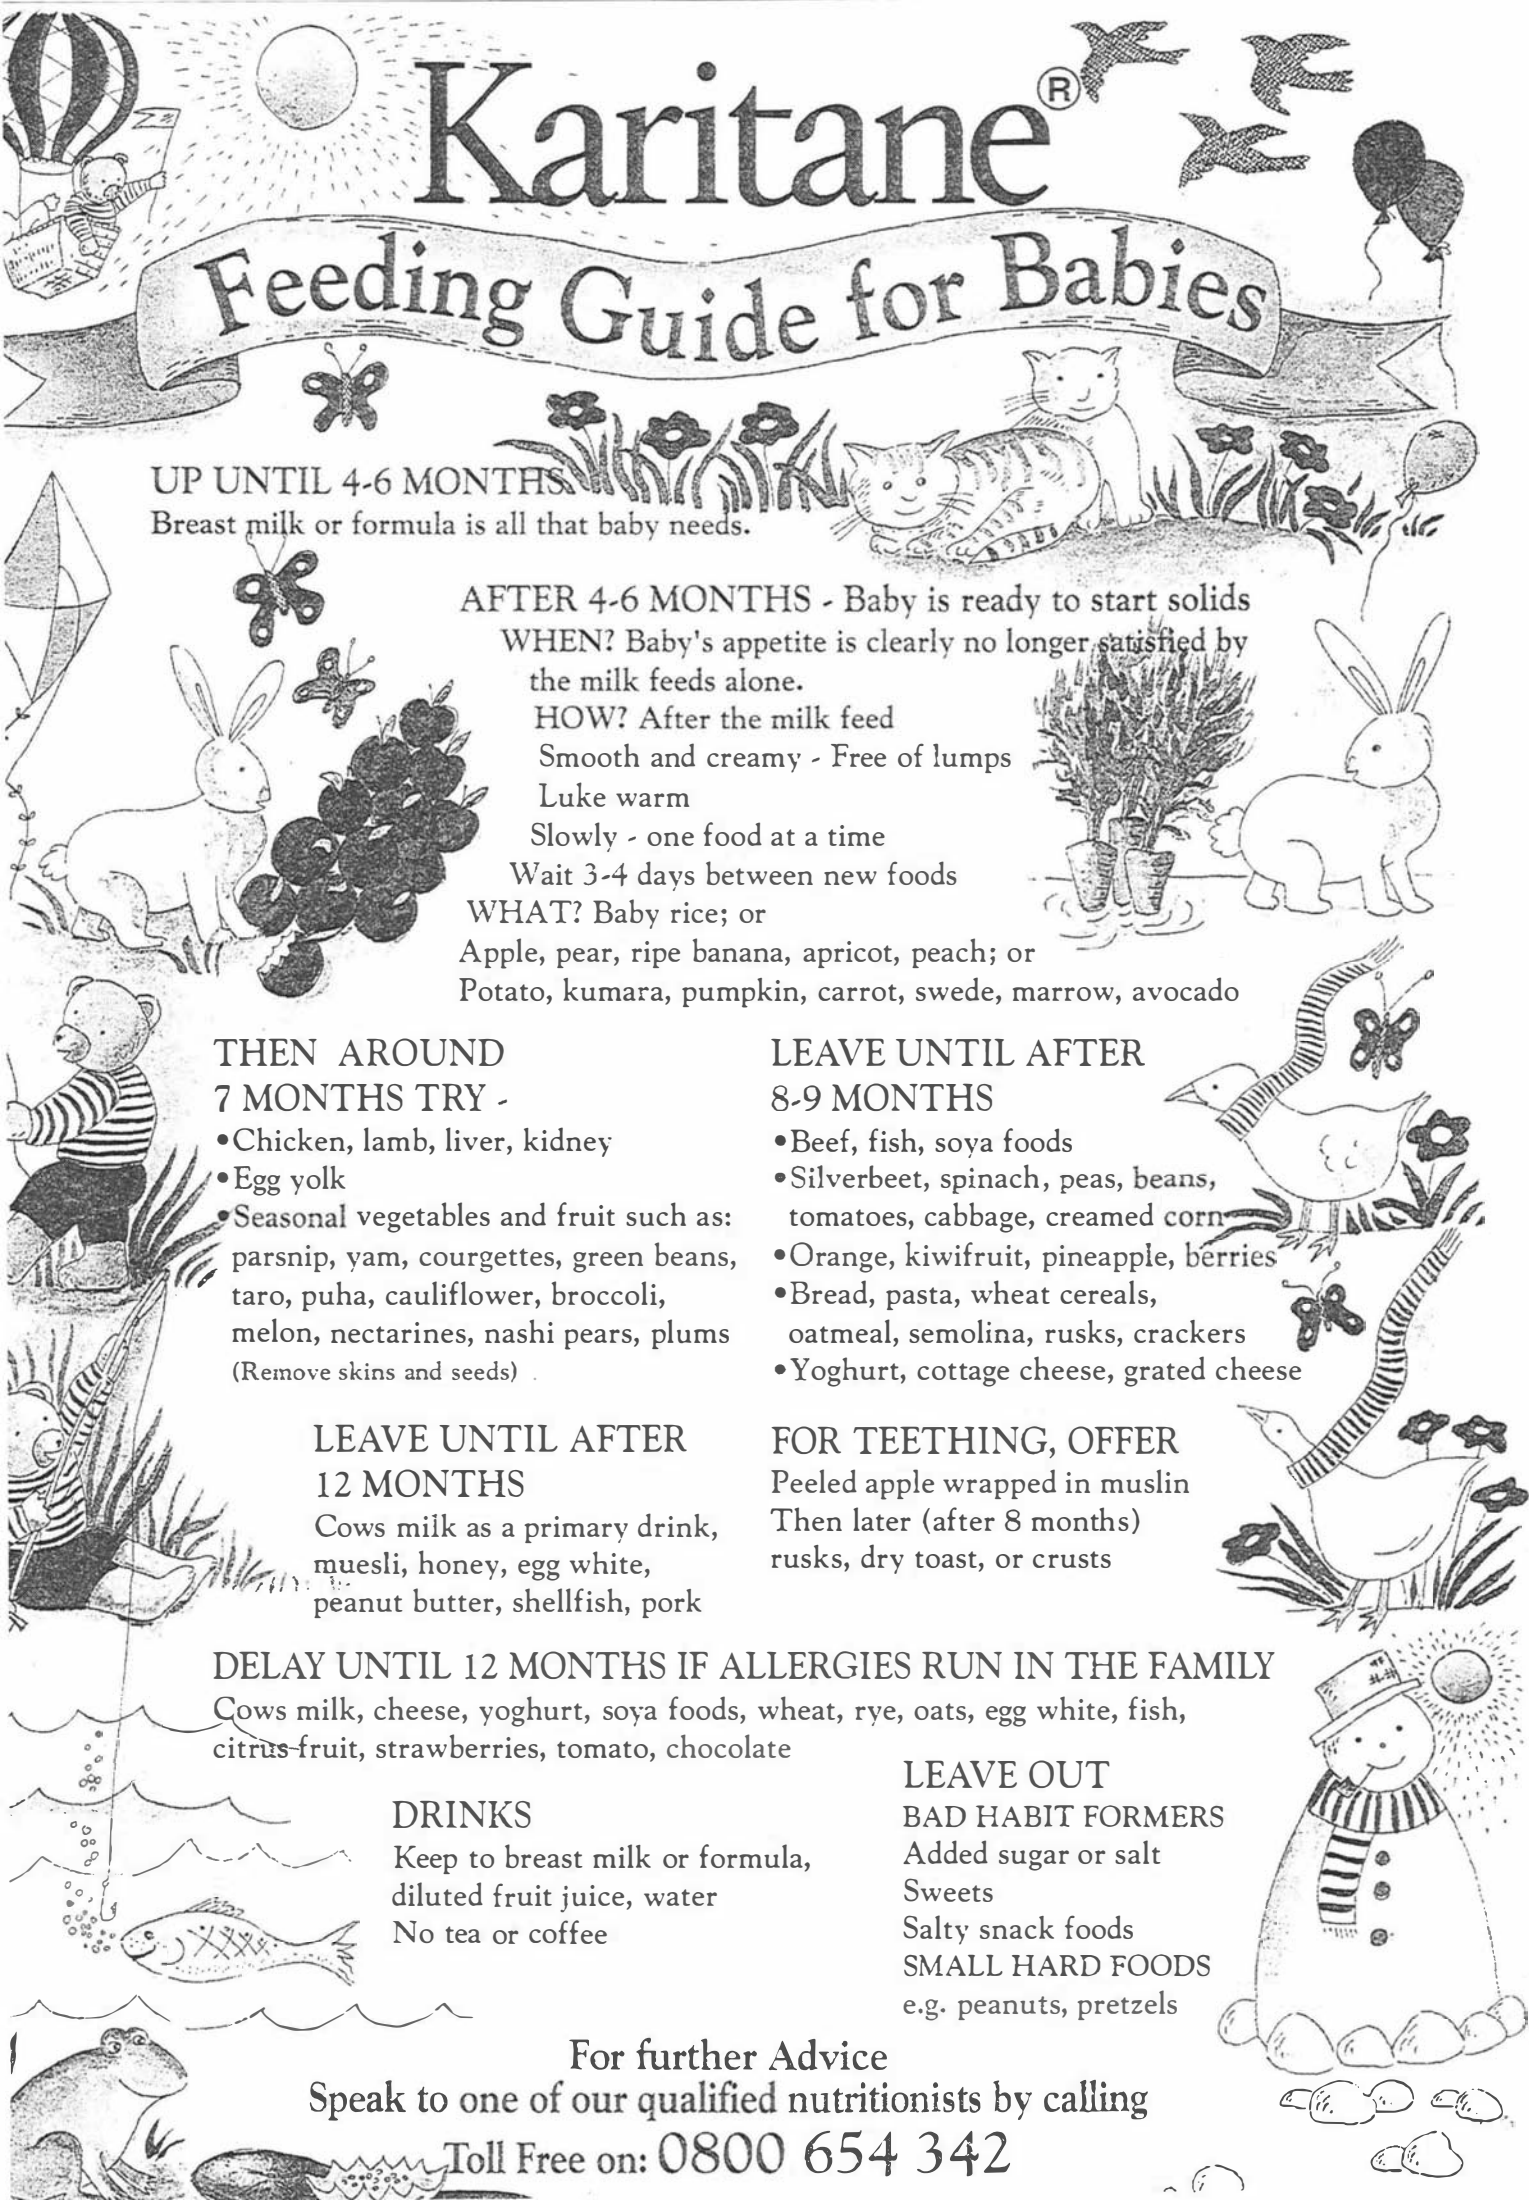 Karitane®
Feeding Guide for Babies
UP UNTIL 4-6 MONTHS
Breast milk or formula is all that baby needs.
AFTER 4-6 MONTHS - Baby is ready to start solids
WHEN? Baby's appetite is clearly no longer satisfied by
the milk feeds alone.
HOW? After the milk feed
Smooth and creamy - Free of lumps
Luke warm
Slowly - one food at a time
Wait 3-4 days between new foods
WHAT? Baby rice; or
Apple, pear, ripe banana, apricot, peach; or
Potato, kumara, pumpkin, carrot, swede, marrow, avocado
THEN AROUND
7 MONTHS TRY -
•Chicken, lamb, liver, kidney
•Egg yolk
•Seasonal vegetables and fruit such as:
parsnip, yam, courgettes, green beans,
taro, puha, cauliflower, broccoli,
melon, nectarines, nashi pears, plums
(Remove skins and seeds)
LEAVE UNTIL AFTER
8-9 MONTHS
•Beef, fish, soya foods
•Silverbeet, spinach, peas, beans,
tomatoes, cabbage, creamed corn
•Orange, kiwifruit, pineapple, berries
•Bread, pasta, wheat cereals,
oatmeal, semolina, rusks, crackers
•Yoghurt, cottage cheese, grated cheese
LEAVE UNTIL AFTER
12 MONTHS
Cows milk as a primary drink,
muesli, honey, egg white,
peanut butter, shellfish, pork
FOR TEETHING, OFFER
Peeled apple wrapped in muslin
Then later (after 8 months)
rusks, dry toast, or crusts
DELAY UNTIL 12 MONTHS IF ALLERGIES RUN IN THE FAMILY
Cows milk, cheese, yoghurt, soya foods, wheat, rye, oats, egg white, fish,
citrus fruit, strawberries, tomato, chocolate
DRINKS
Keep to breast milk or formula,
diluted fruit juice, water
No tea or coffee
LEAVE OUT
BAD HABIT FORMERS
Added sugar or salt
Sweets
Salty snack foods
SMALL HARD FOODS
e.g. peanuts, pretzels
For further Advice
Speak to one of our qualified nutritionists by calling
Toll Free on: 0800 654 342